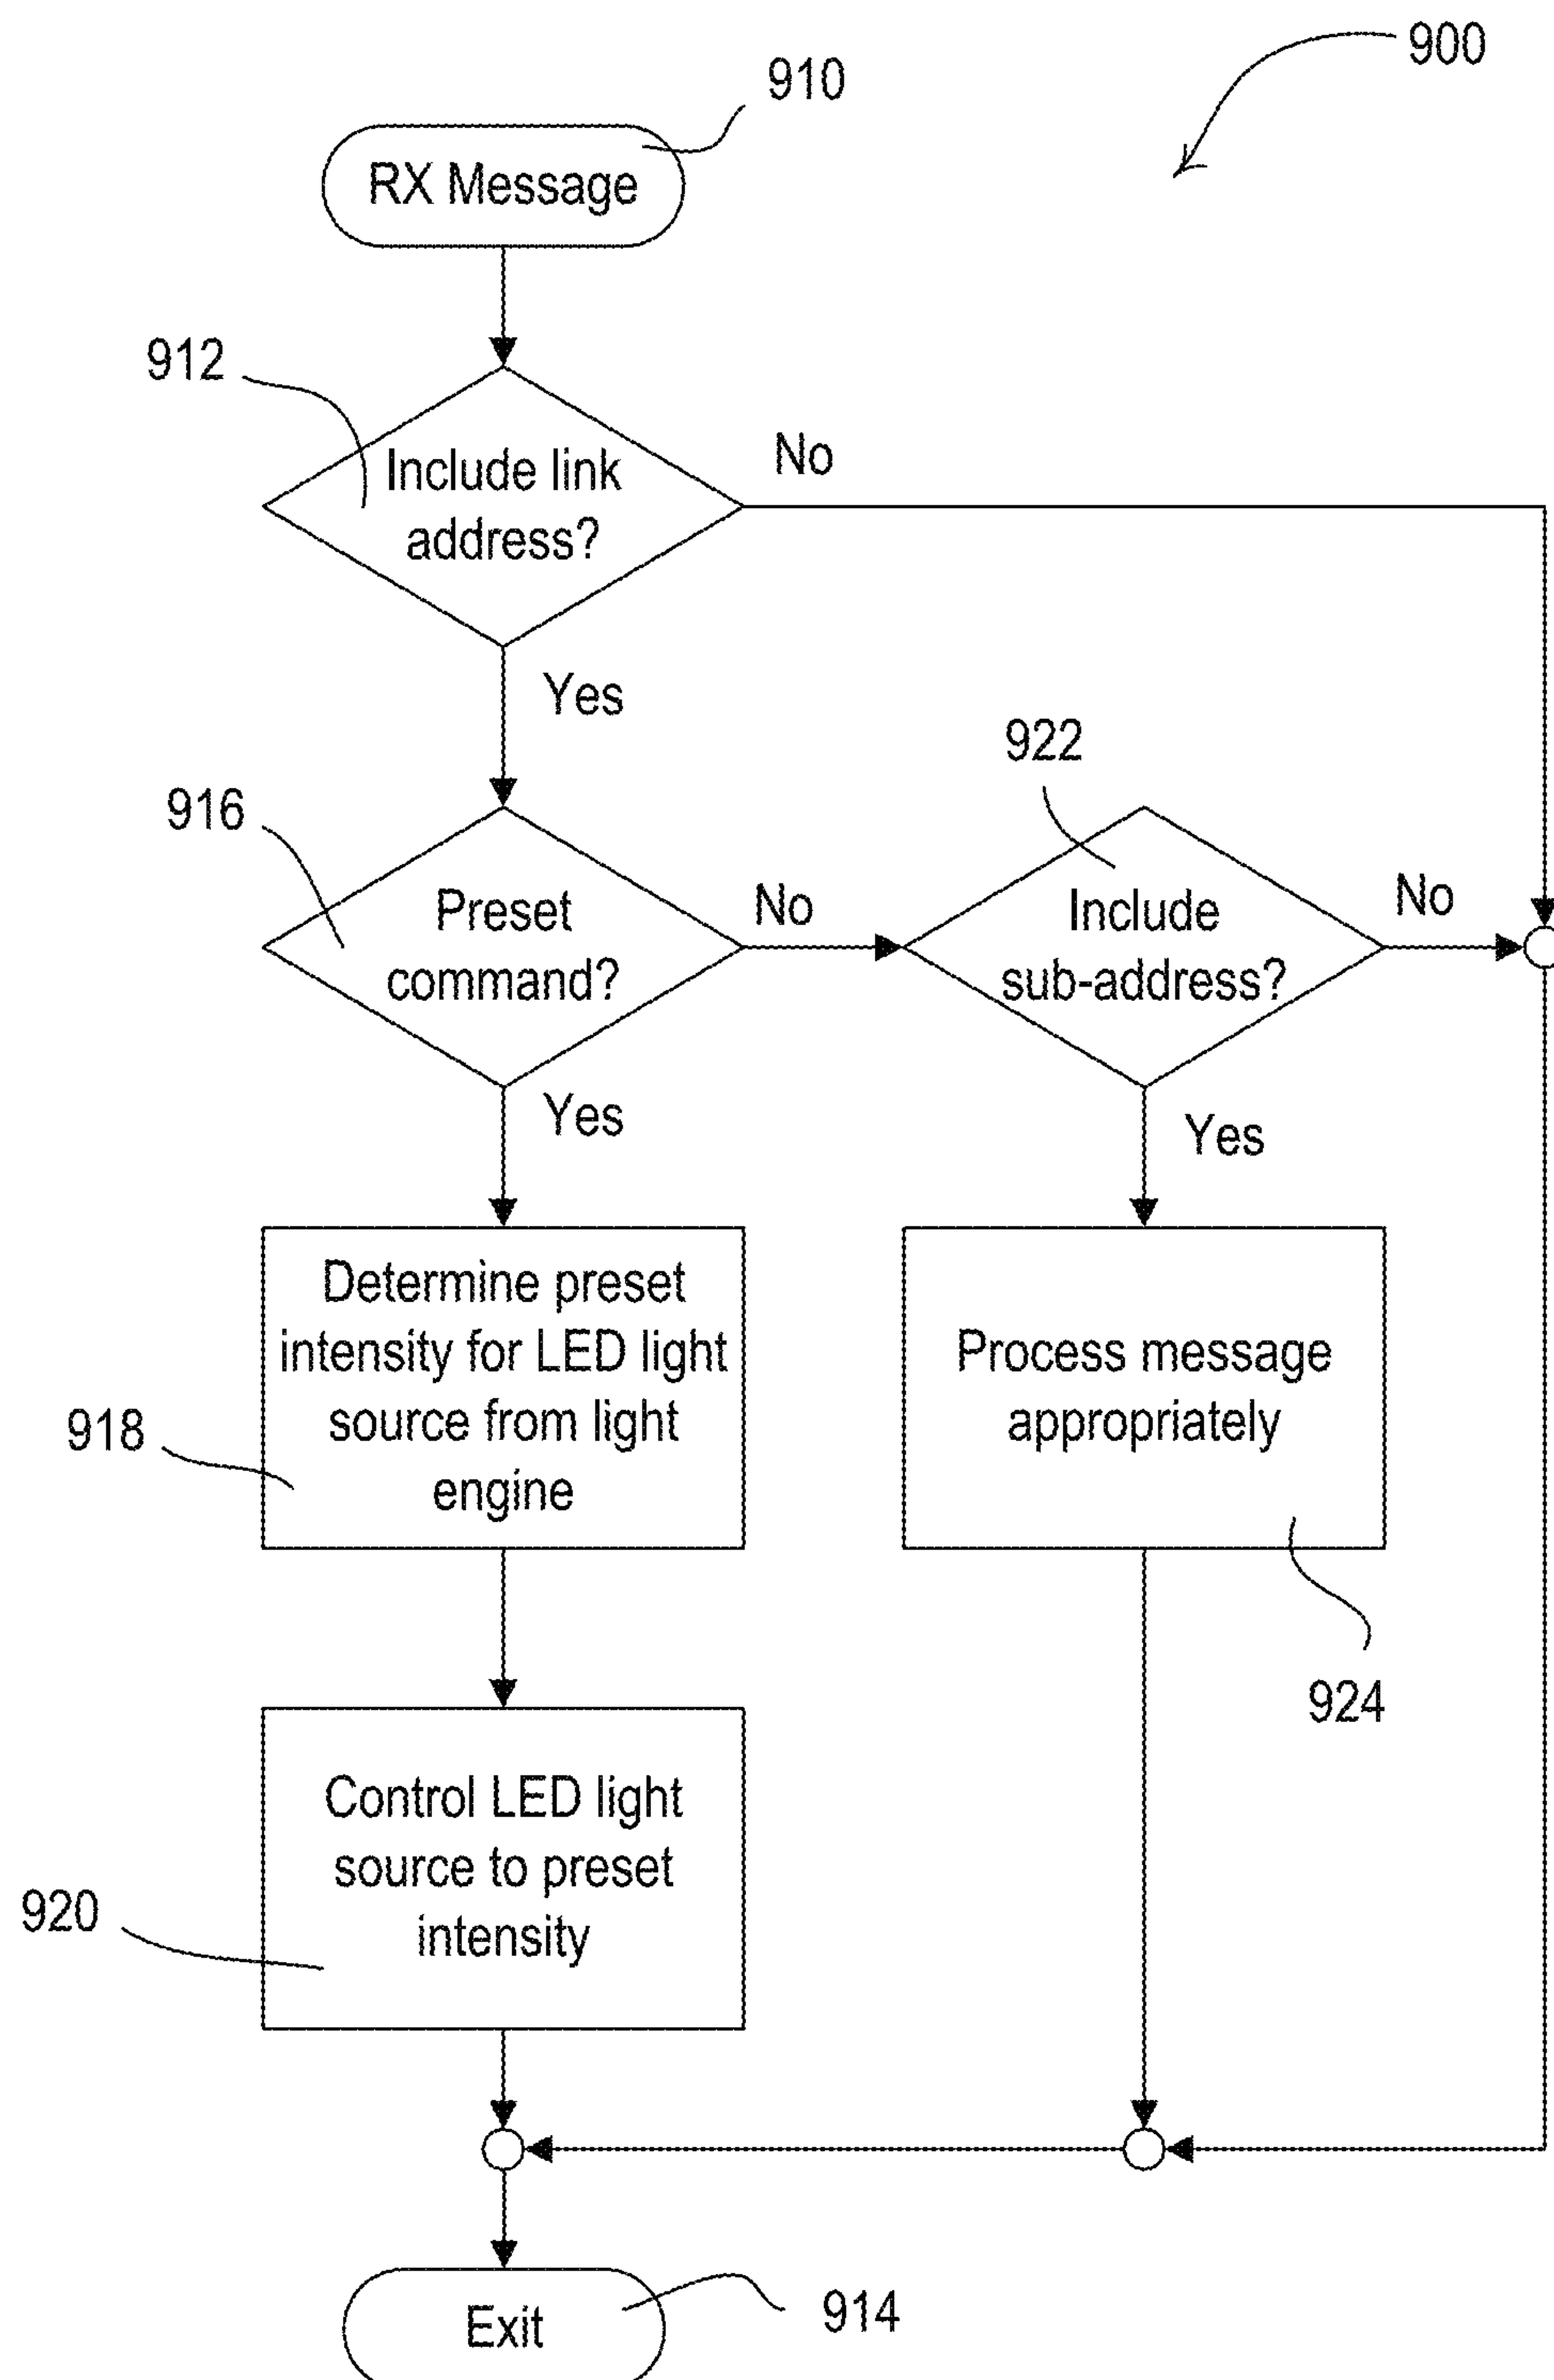 900
910
RX Message
912
Include link
address?
No
Yes
916
Preset
command?
No
922
Include
sub-address?
No
Yes
Yes
Determine preset
intensity for LED light
source from light
engine
918
Process message
appropriately
924
Control LED light
source to preset
intensity
920
Exit
914